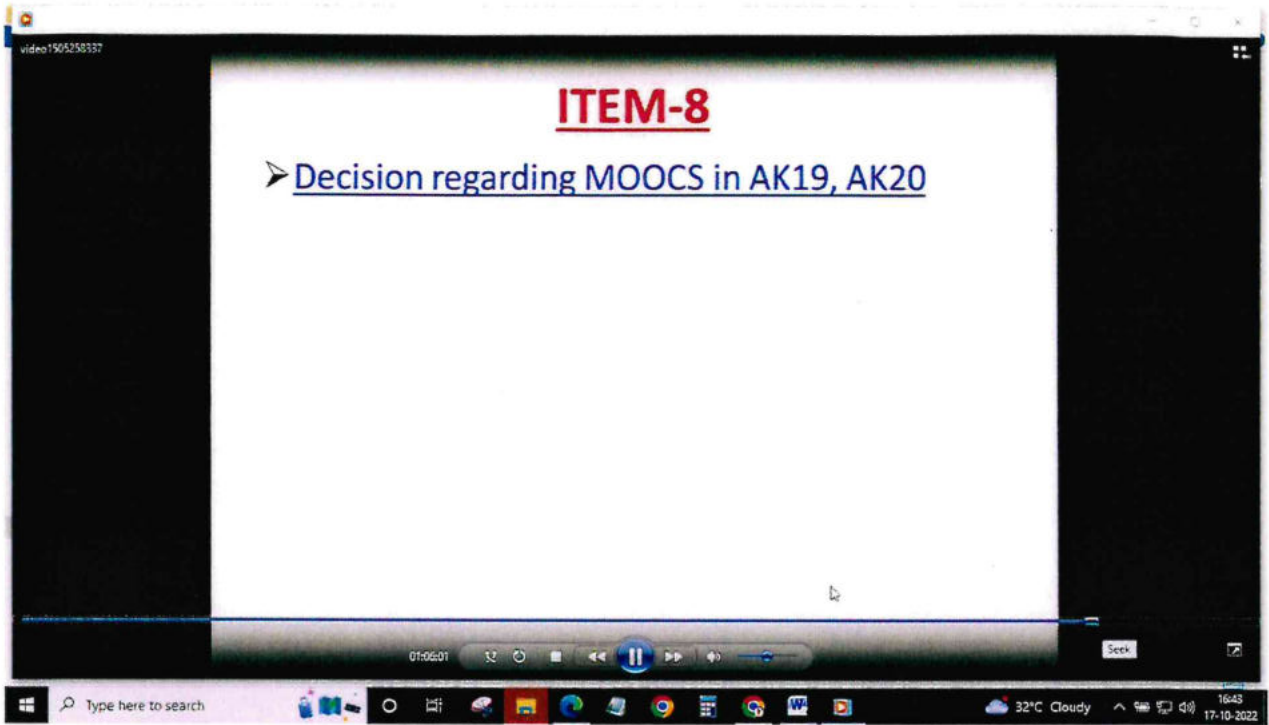 video1505258337
ITEM-8
➢ Decision regarding MOOCS in AK19, AK20
01:06:01
Seek
Type here to search
32°C Cloudy
16:43
17-10-2022